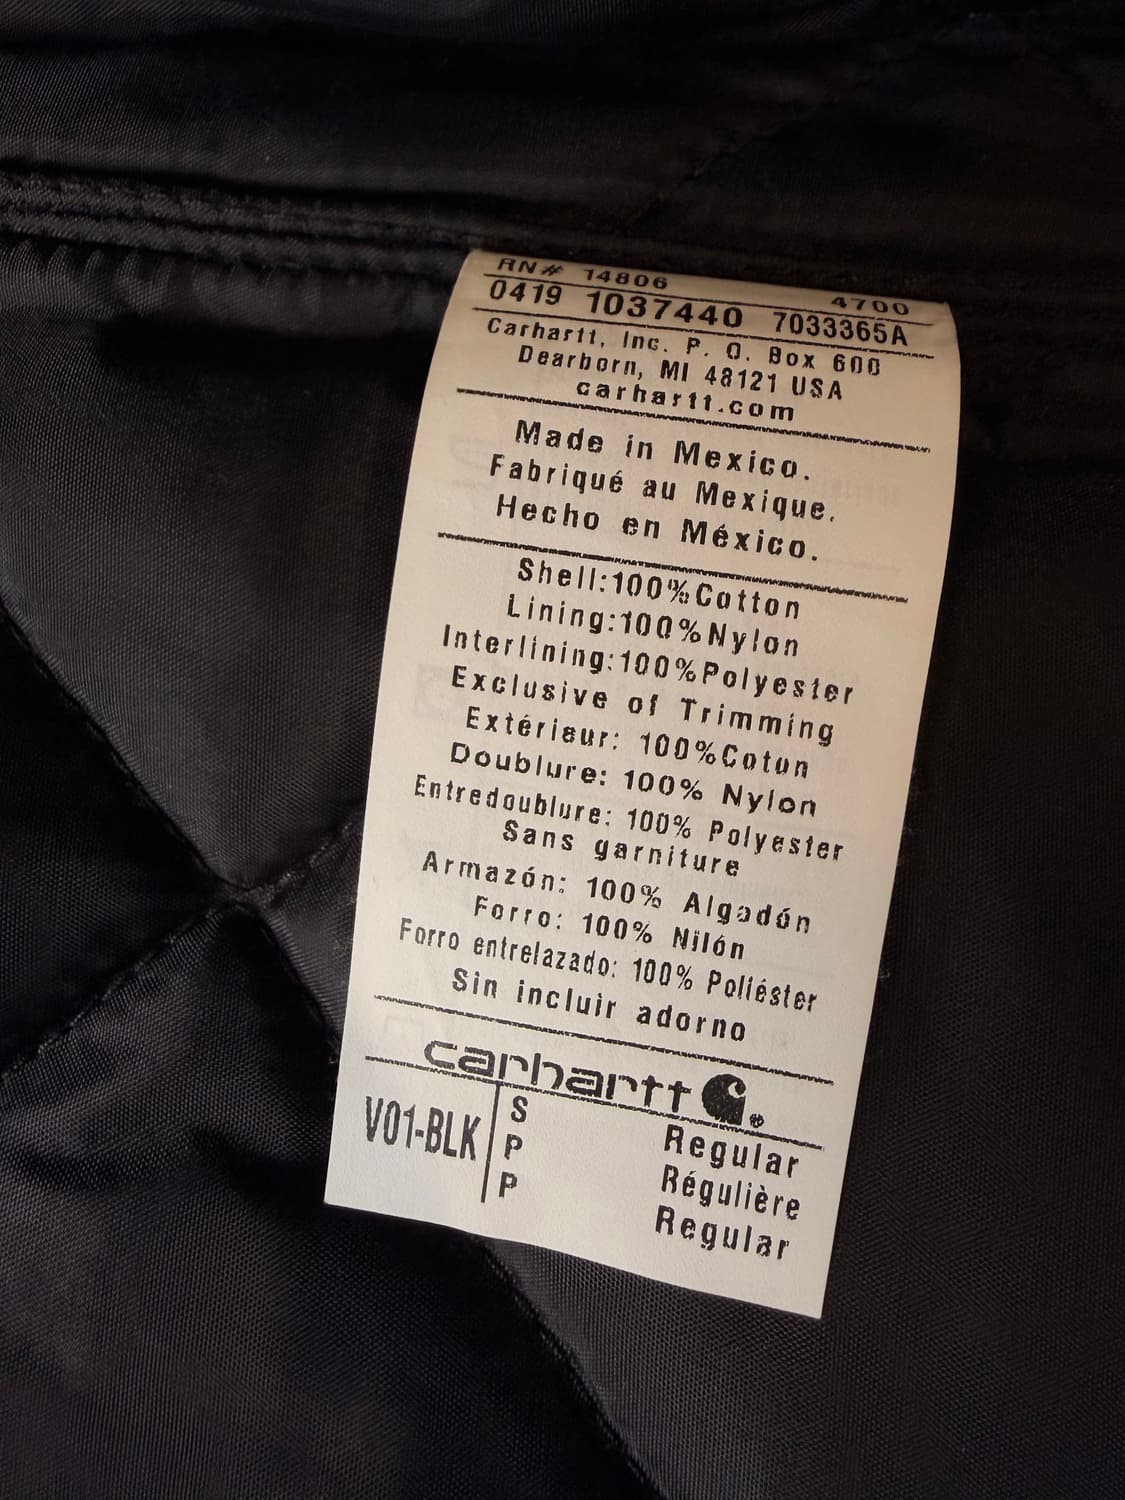 RN# 14806 4700
0419 1037440 7033365A
Carhartt, Inc. P. O. Box 600
Dearborn, MI 48121 USA
carhartt.com
Made in Mexico.
Fabriqué au Mexique.
Hecho en México.
Shell:100%Cotton
Lining:100%Nylon
Interlining:100%Polyester
Exclusive of Trimming
Extérieur: 100%Coton
Doublure: 100% Nylon
Entredoublure: 100% Polyester
Sans garniture
Armazón: 100% Algodón
Forro: 100% Nilón
Forro entrelazado: 100% Poliéster
Sin incluir adorno
carhartt ®
V01-BLK
S Regular
P Régulière
P Regular